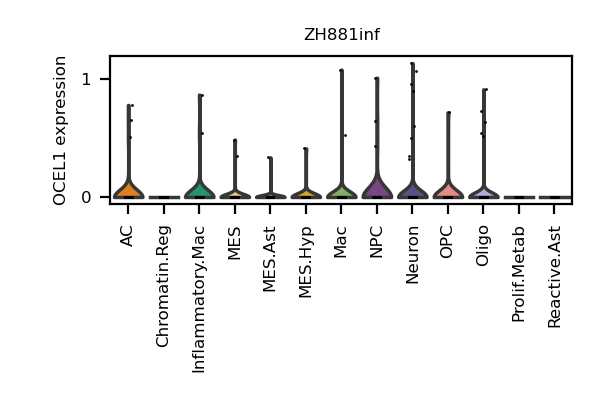 ZH881inf
OCEL1 expression
1
0
AC
Chromatin.Reg
Inflammatory.Mac
MES
MES.Ast
MES.Hyp
Mac
NPC
Neuron
OPC
Oligo
Prolif.Metab
Reactive.Ast